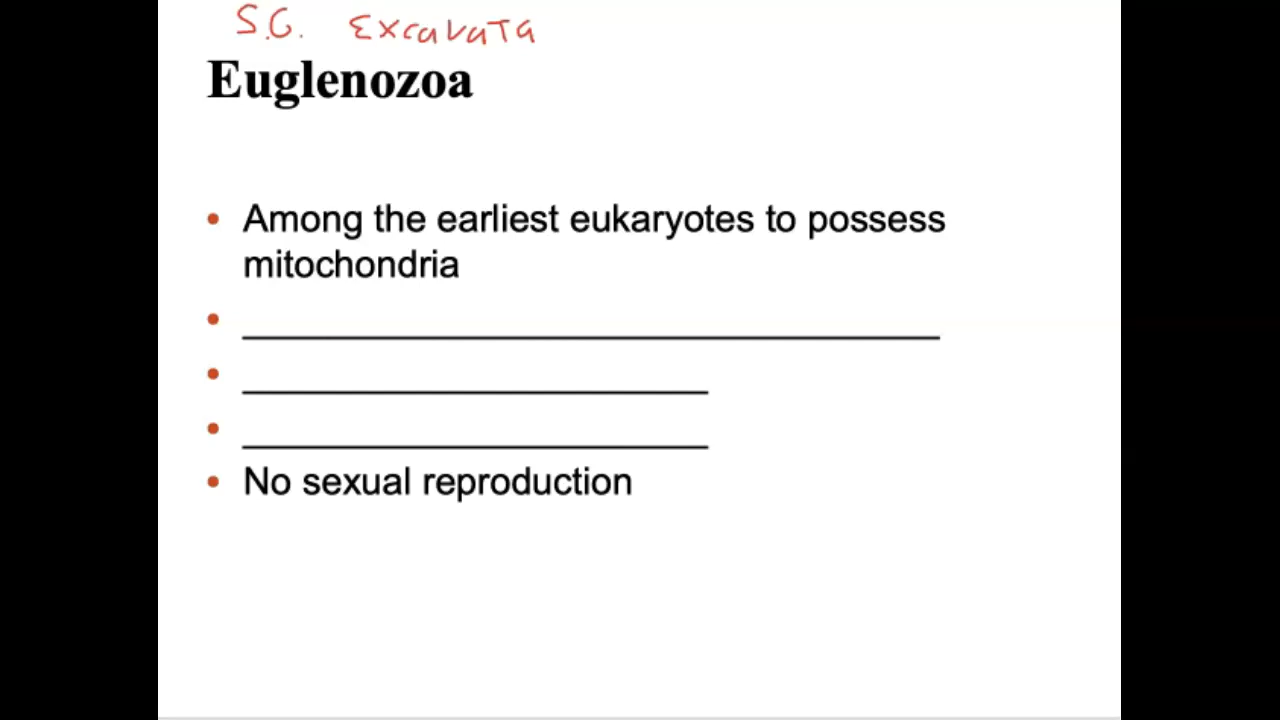 S.G. Excavata
Euglenozoa
• Among the earliest eukaryotes to possess
mitochondria
•
•
•
• No sexual reproduction